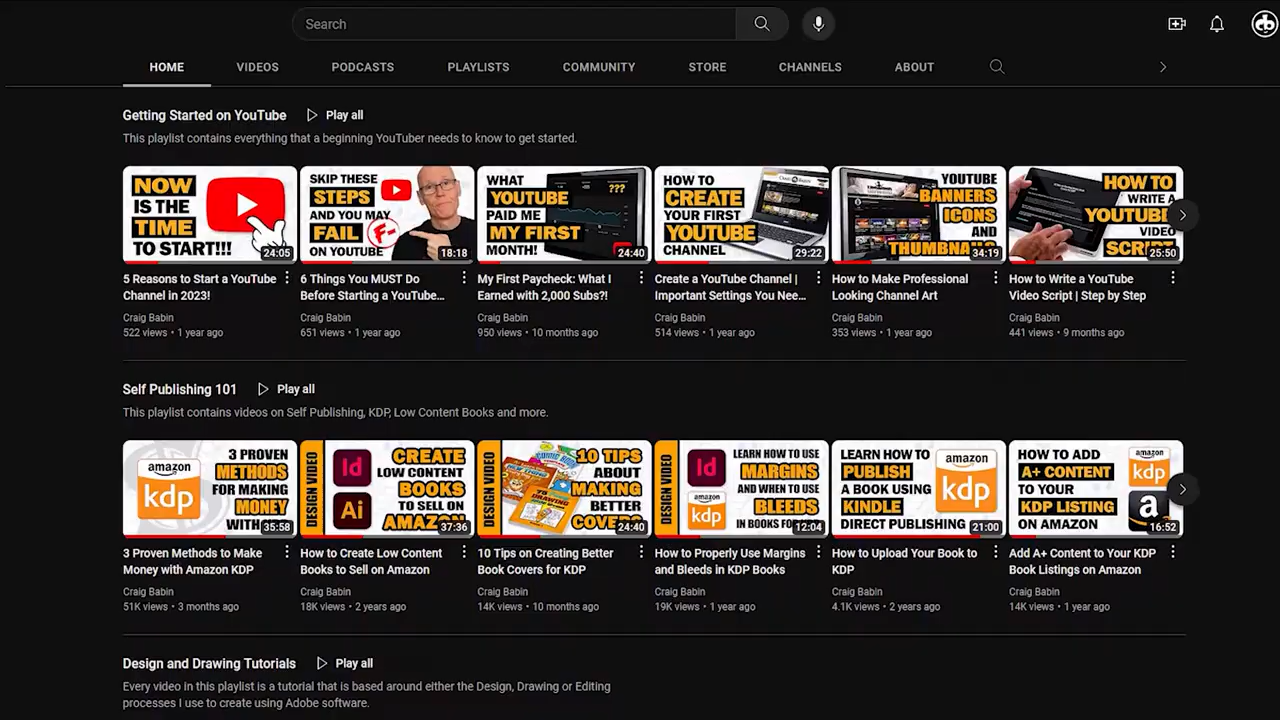 Search
HOME VIDEOS PODCASTS PLAYLISTS COMMUNITY STORE CHANNELS ABOUT
Getting Started on YouTube Play all
This playlist contains everything that a beginning YouTuber needs to know to get started.
NOW
IS THE
TIME
TO START!!!
24:05
5 Reasons to Start a YouTube
Channel in 2023!
Craig Babin
522 views • 1 year ago
SKIP THESE
STEPS
AND YOU MAY
FAIL
ON YOUTUBE
F-
18:18
6 Things You MUST Do
Before Starting a YouTube...
Craig Babin
651 views • 1 year ago
WHAT
YOUTUBE
PAID ME
MY FIRST
MONTH!
???
24:40
My First Paycheck: What I
Earned with 2,000 Subs?!
Craig Babin
950 views • 10 months ago
HOW TO
CREATE
YOUR FIRST
YOUTUBE
CHANNEL
29:22
Create a YouTube Channel |
Important Settings You Nee...
Craig Babin
514 views • 1 year ago
YOUTUBE
BANNERS
ICONS
AND
THUMBNAILS
34:19
How to Make Professional
Looking Channel Art
Craig Babin
353 views • 1 year ago
HOW TO
WRITE A
YOUTUBE
VIDEO
SCRIPT
25:50
How to Write a YouTube
Video Script | Step by Step
Craig Babin
441 views • 9 months ago
Self Publishing 101 Play all
This playlist contains videos on Self Publishing, KDP, Low Content Books and more.
amazon
kdp
3 PROVEN
METHODS
FOR MAKING
MONEY
WITH
35:58
3 Proven Methods to Make
Money with Amazon KDP
Craig Babin
51K views • 3 months ago
DESIGN VIDEO
Id
Ai
CREATE
LOW CONTENT
BOOKS
TO SELL ON
AMAZON
37:36
How to Create Low Content
Books to Sell on Amazon
Craig Babin
18K views • 2 years ago
DESIGN VIDEO
10 TIPS
ABOUT
MAKING
BETTER
COVERS
24:40
10 Tips on Creating Better
Book Covers for KDP
Craig Babin
14K views • 10 months ago
DESIGN VIDEO
Id
amazon
kdp
LEARN HOW TO USE
MARGINS
AND WHEN TO USE
BLEEDS
IN BOOKS FO
12:04
How to Properly Use Margins
and Bleeds in KDP Books
Craig Babin
19K views • 1 year ago
LEARN HOW TO
PUBLISH
A BOOK USING
KINDLE
DIRECT PUBLISHING
amazon
kdp
21:00
How to Upload Your Book to
KDP
Craig Babin
4.1K views • 2 years ago
HOW TO ADD
A+ CONTENT
TO YOUR
KDP LISTING
ON AMAZON
amazon
kdp
a
16:52
Add A+ Content to Your KDP
Book Listings on Amazon
Craig Babin
14K views • 1 year ago
Design and Drawing Tutorials Play all
Every video in this playlist is a tutorial that is based around either the Design, Drawing or Editing
processes I use to create using Adobe software.